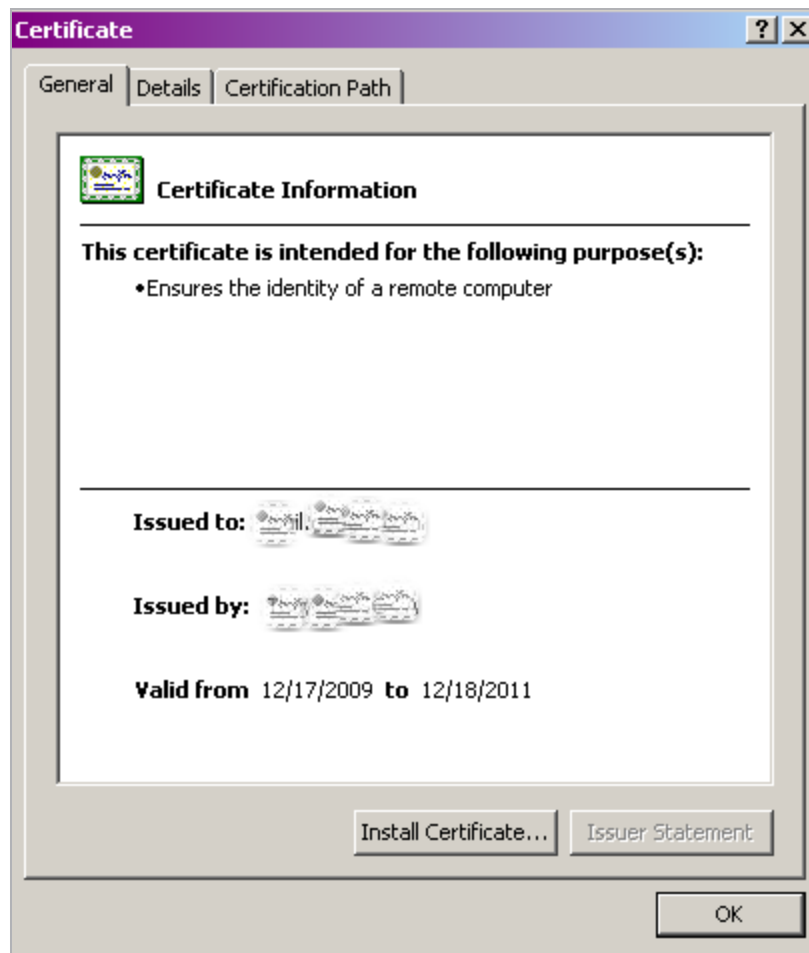 Certificate
General Details Certification Path
Certificate Information
This certificate is intended for the following purpose(s):
•Ensures the identity of a remote computer
Issued to:
Issued by:
Valid from 12/17/2009 to 12/18/2011
Install Certificate... Issuer Statement
OK